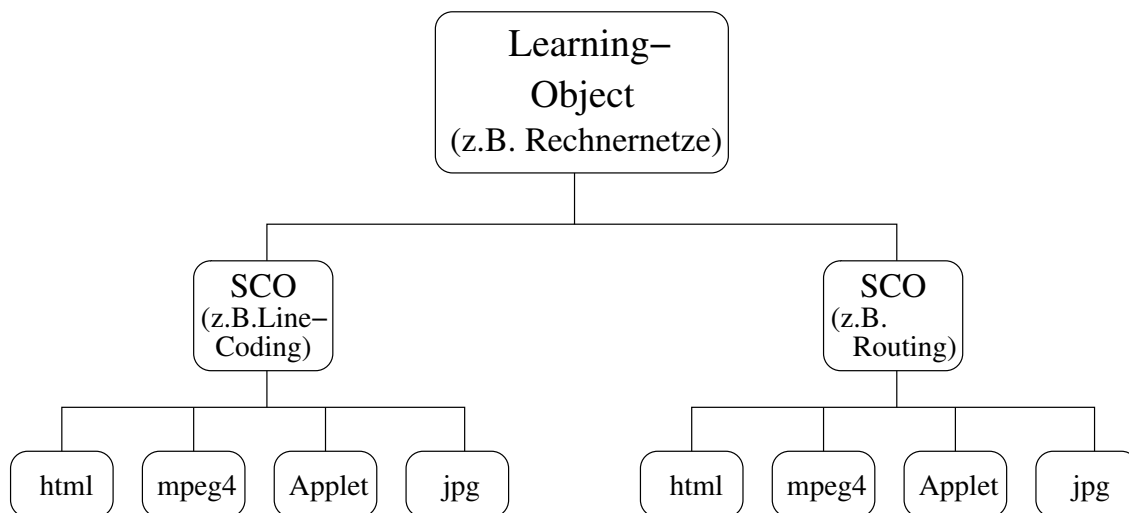 Learning-
Object
(z.B. Rechnernetze)
SCO
(z.B.Line-
Coding)
SCO
(z.B.
Routing)
html
mpeg4
Applet
jpg
html
mpeg4
Applet
jpg